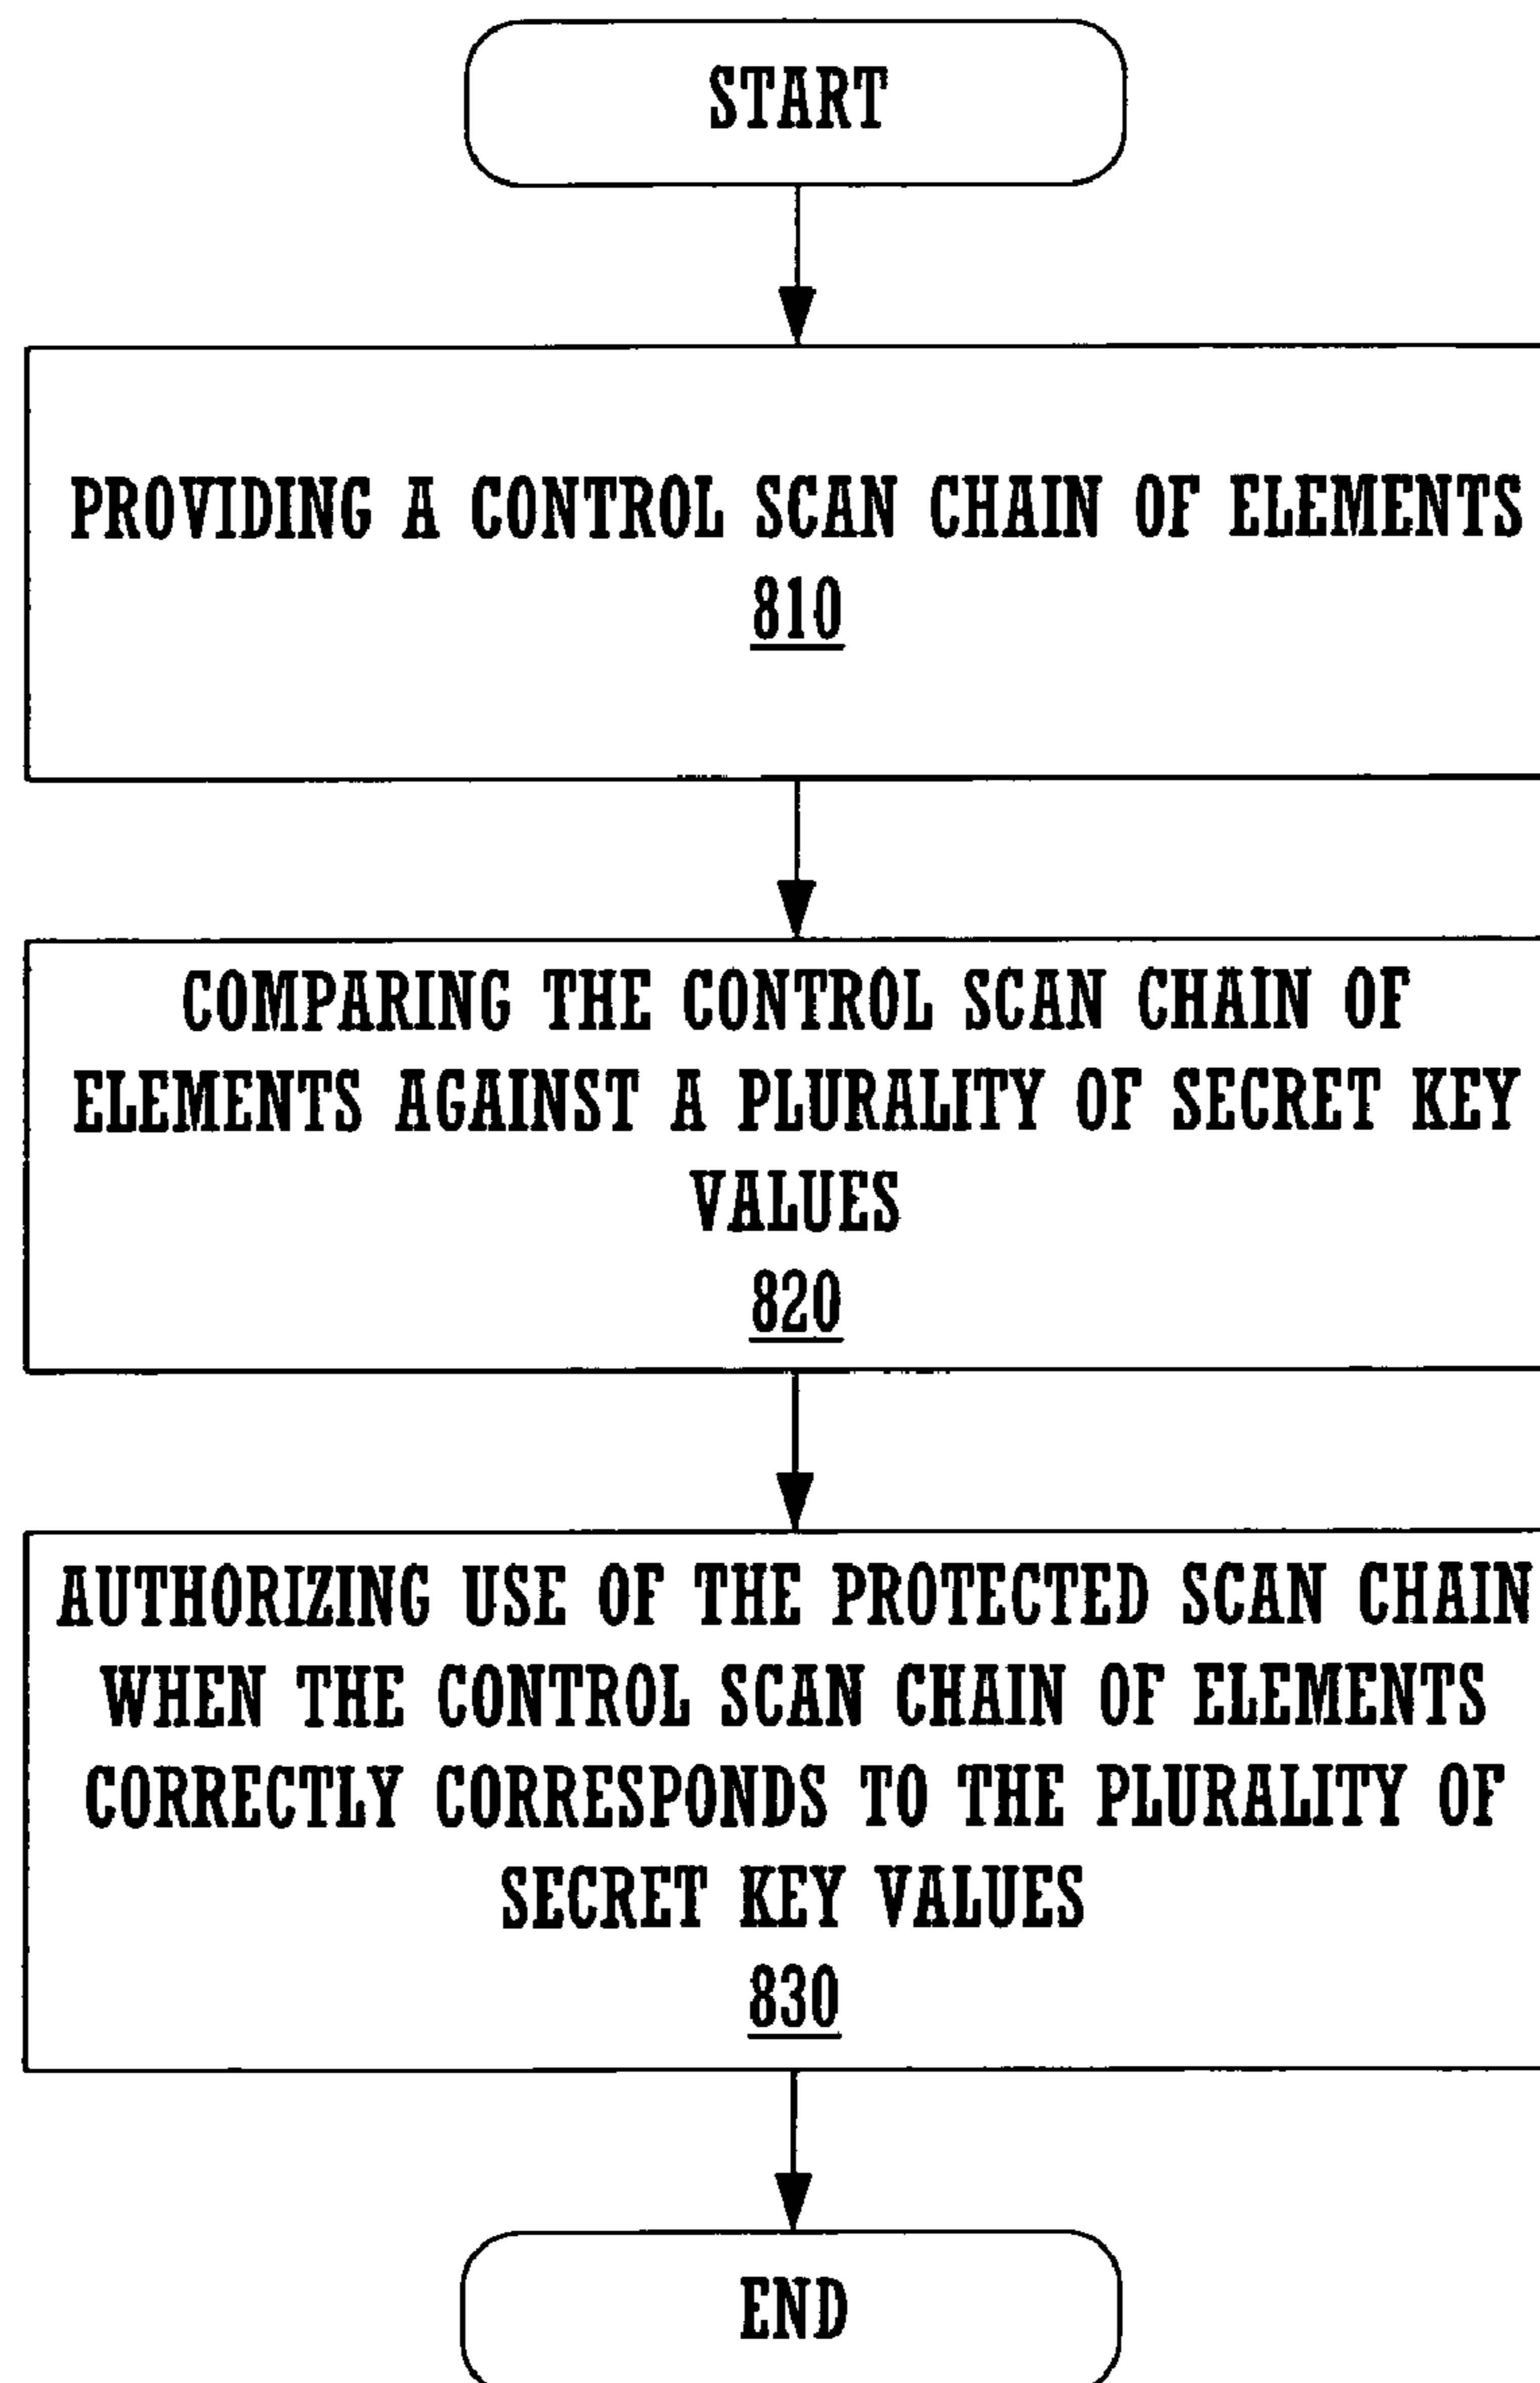 START
PROVIDING A CONTROL SCAN CHAIN OF ELEMENTS
810
COMPARING THE CONTROL SCAN CHAIN OF
ELEMENTS AGAINST A PLURALITY OF SECRET KEY
VALUES
820
AUTHORIZING USE OF THE PROTECTED SCAN CHAIN
WHEN THE CONTROL SCAN CHAIN OF ELEMENTS
CORRECTLY CORRESPONDS TO THE PLURALITY OF
SECRET KEY VALUES
830
END